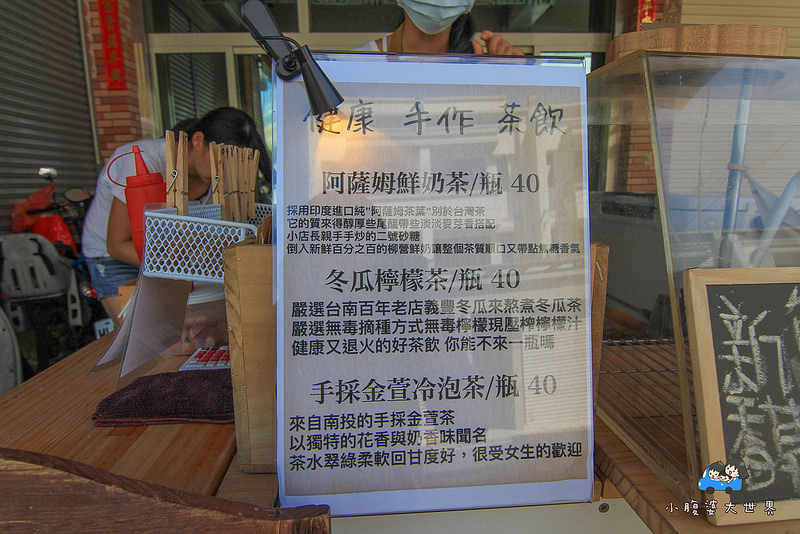 健康 手作 茶飲
阿薩姆鮮奶茶/瓶 40
採用印度進口純"阿薩姆茶葉"別於台灣茶
它的質來得醇厚些尾韻帶些淡淡麥芽香搭配
小店長親手手炒的二號砂糖
倒入新鮮百分之百的柳營鮮奶讓整個茶質順口又帶點焦糖香氣
冬瓜檸檬茶/瓶 40
嚴選台南百年老店義豐冬瓜來熬煮冬瓜茶
嚴選無毒摘種方式無毒檸檬現壓榨檸檬汁
健康又退火的好茶飲 你能不來一瓶嗎
手採金萱冷泡茶/瓶 40
來自南投的手採金萱茶
以獨特的花香與奶香味聞名
茶水翠綠柔軟回甘度好，很受女生的歡迎
小腹婆大世界